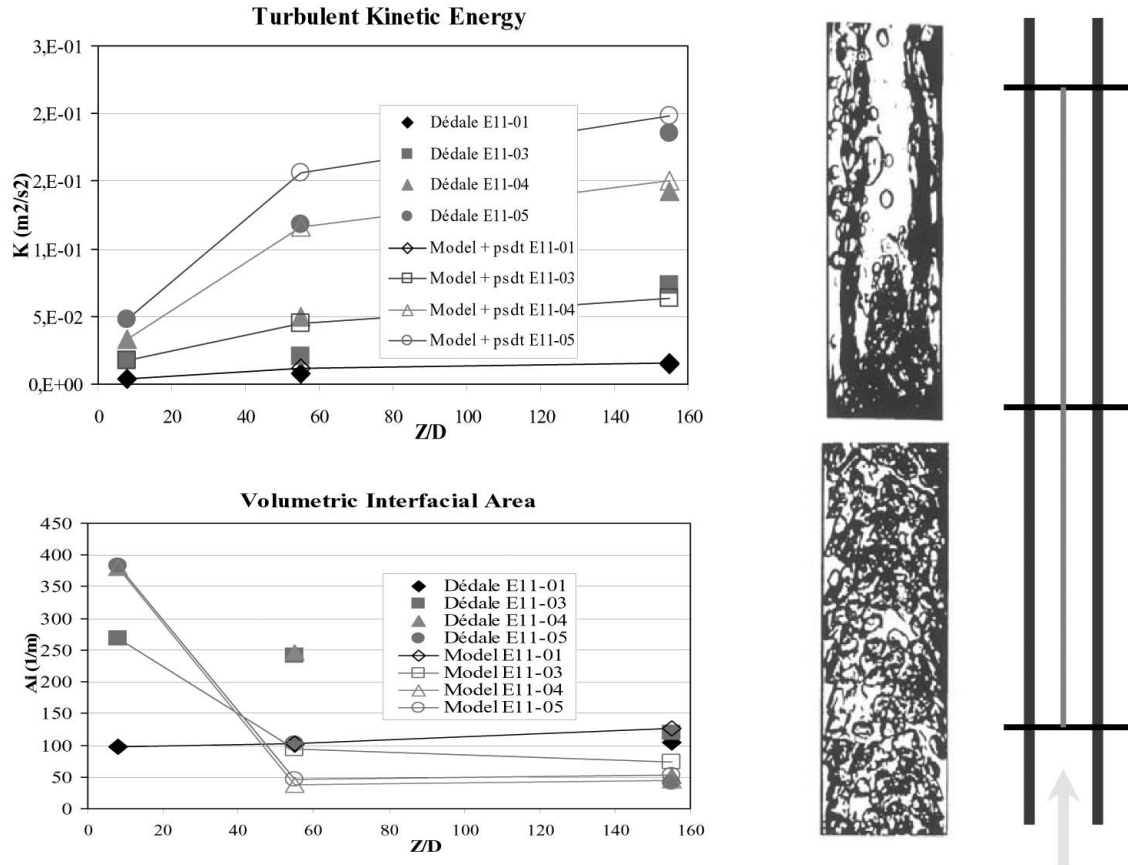 Turbulent Kinetic Energy
3,E-01
2,E-01
2,E-01
1,E-01
5,E-02
0,E+00
K (m2/s2)
Dédale E11-01
Dédale E11-03
Dédale E11-04
Dédale E11-05
Model + psdt E11-01
Model + psdt E11-03
Model + psdt E11-04
Model + psdt E11-05
0 20 40 60 80 100 120 140 160
Z/D
Volumetric Interfacial Area
450
400
350
300
250
200
150
100
50
0
Ai (1/m)
Dédale E11-01
Dédale E11-03
Dédale E11-04
Dédale E11-05
Model E11-01
Model E11-03
Model E11-04
Model E11-05
0 20 40 60 80 100 120 140 160
Z/D